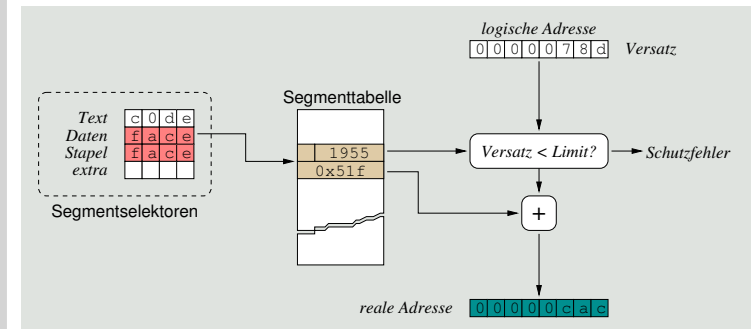 logische Adresse
0 0 0 0 0 7 8 d Versatz
Segmenttabelle
Text c 0 d e
Daten f a c e
Stapel f a c e
extra
Segmentselektoren
1955
0x51f
Versatz < Limit?
Schutzfehler
+
reale Adresse 0 0 0 0 0 c a c